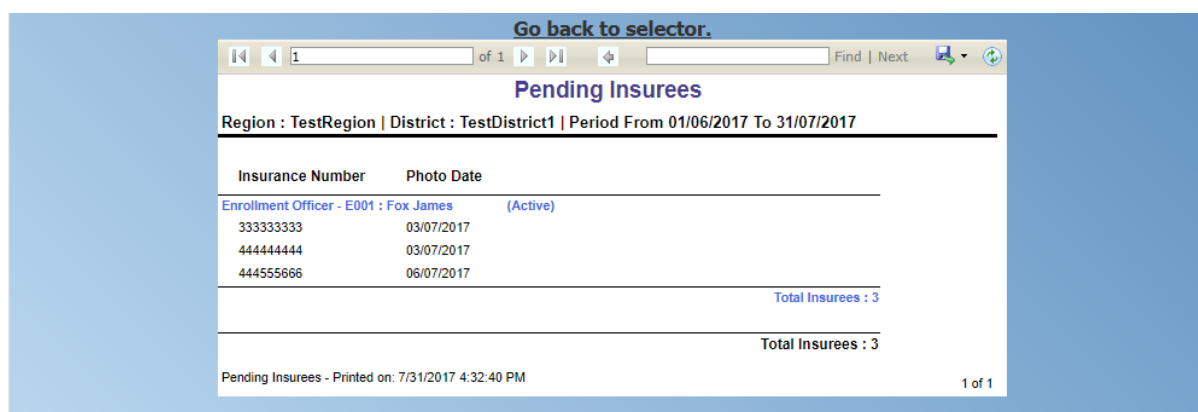 Go back to selector.
1 of 1 Find | Next
Pending Insurees
Region : TestRegion | District : TestDistrict1 | Period From 01/06/2017 To 31/07/2017
Insurance Number Photo Date
Enrollment Officer - E001 : Fox James (Active)
333333333 03/07/2017
444444444 03/07/2017
444555666 06/07/2017
Total Insurees : 3
Total Insurees : 3
Pending Insurees - Printed on: 7/31/2017 4:32:40 PM
1 of 1